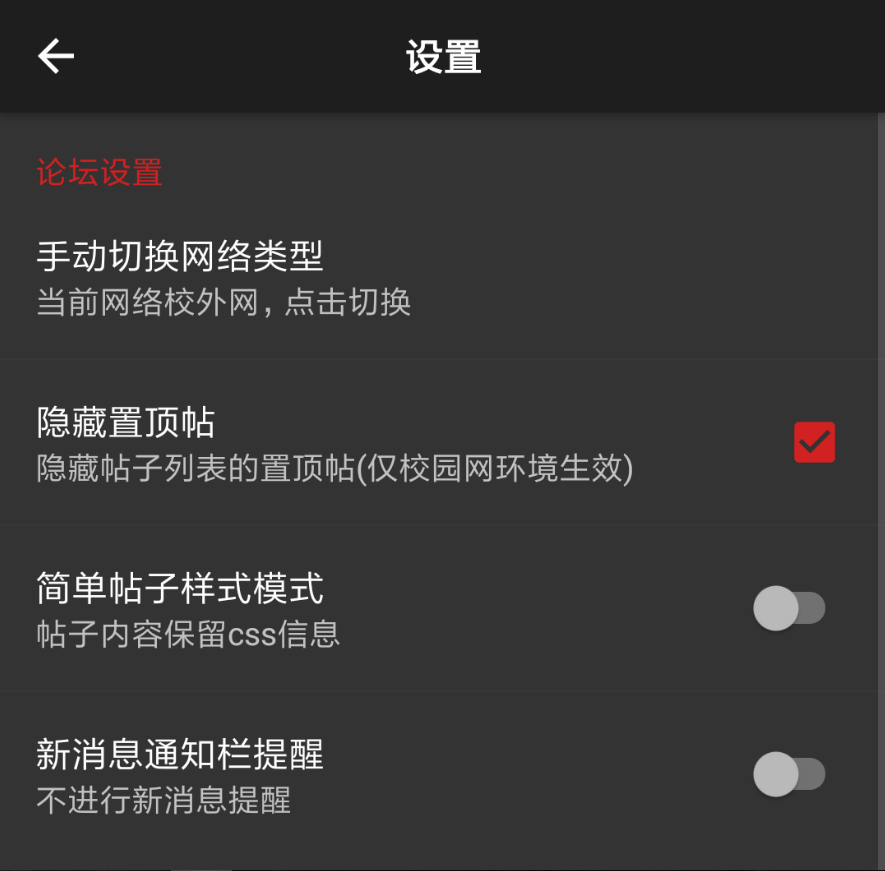 设置
论坛设置
手动切换网络类型
当前网络校外网，点击切换
隐藏置顶帖
隐藏帖子列表的置顶帖(仅校园网环境生效)
简单帖子样式模式
帖子内容保留css信息
新消息通知栏提醒
不进行新消息提醒